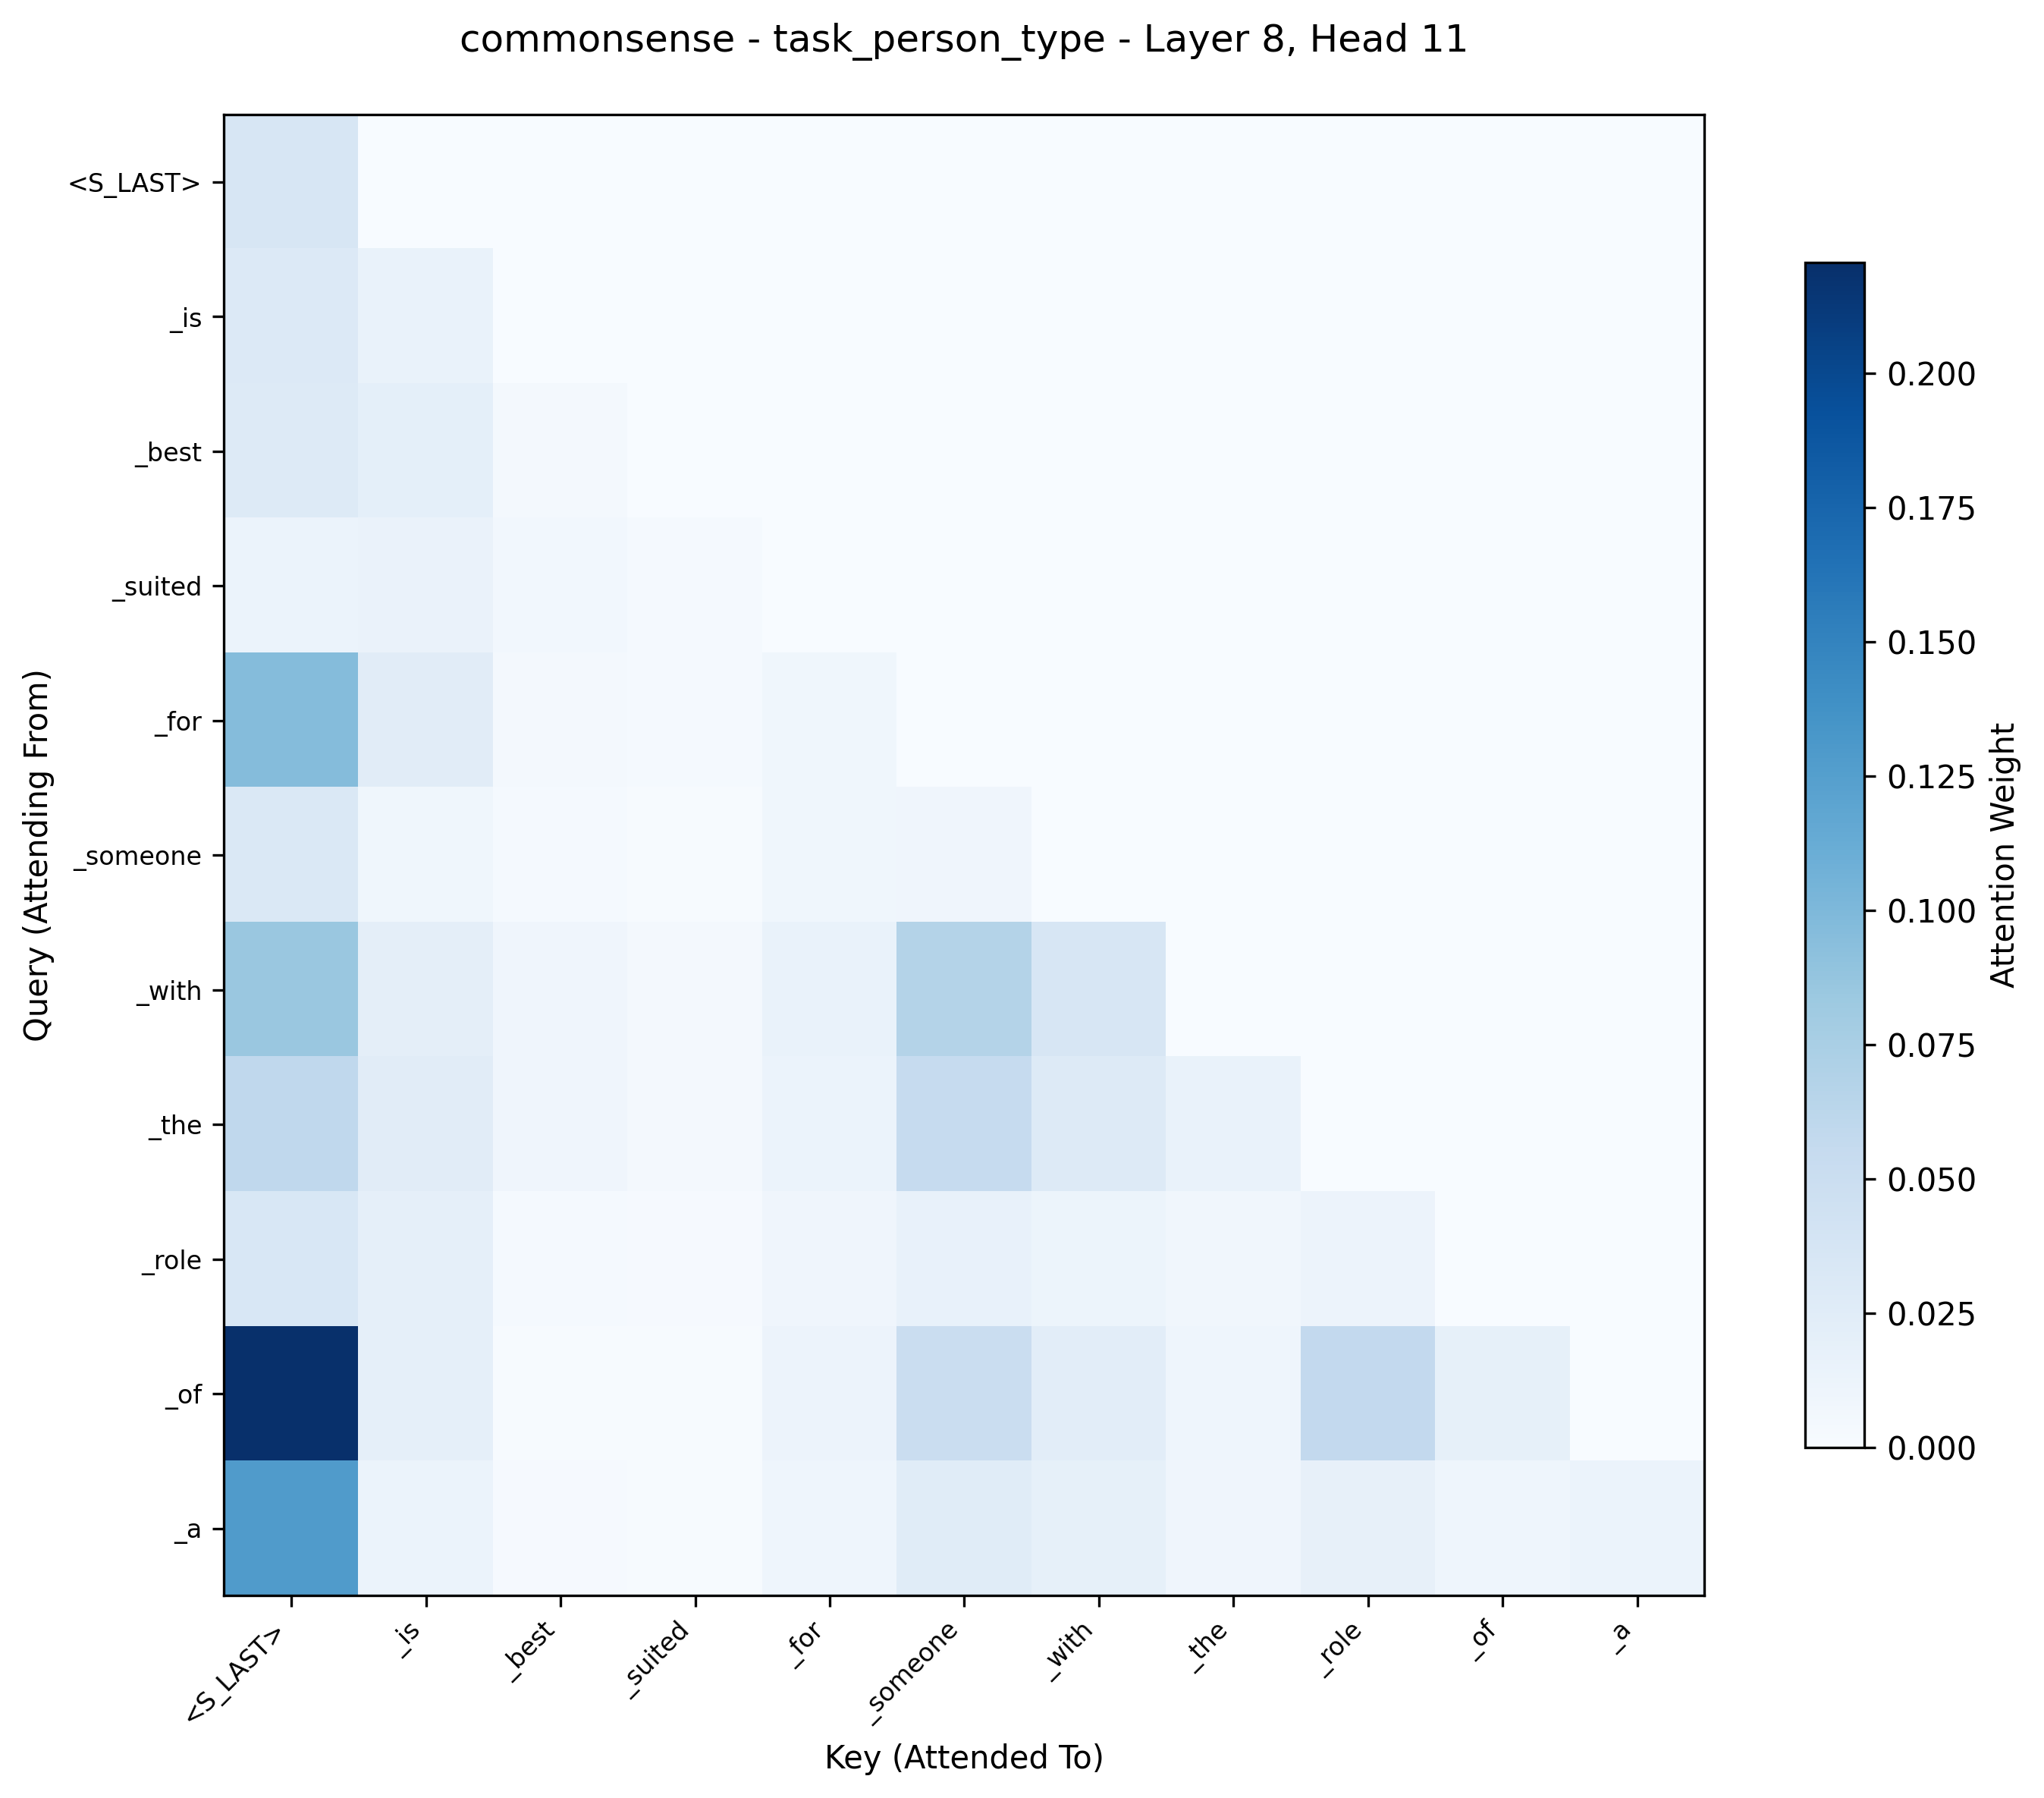 commonsense - task_person_type - Layer 8, Head 11
Query (Attending From)
<S_LAST>
_is
_best
_suited
_for
_someone
_with
_the
_role
_of
_a
<S_LAST>
_is
_best
_suited
_for
_someone
_with
_the
_role
_of
_a
Key (Attended To)
0.200
0.175
0.150
0.125
0.100
0.075
0.050
0.025
0.000
Attention Weight